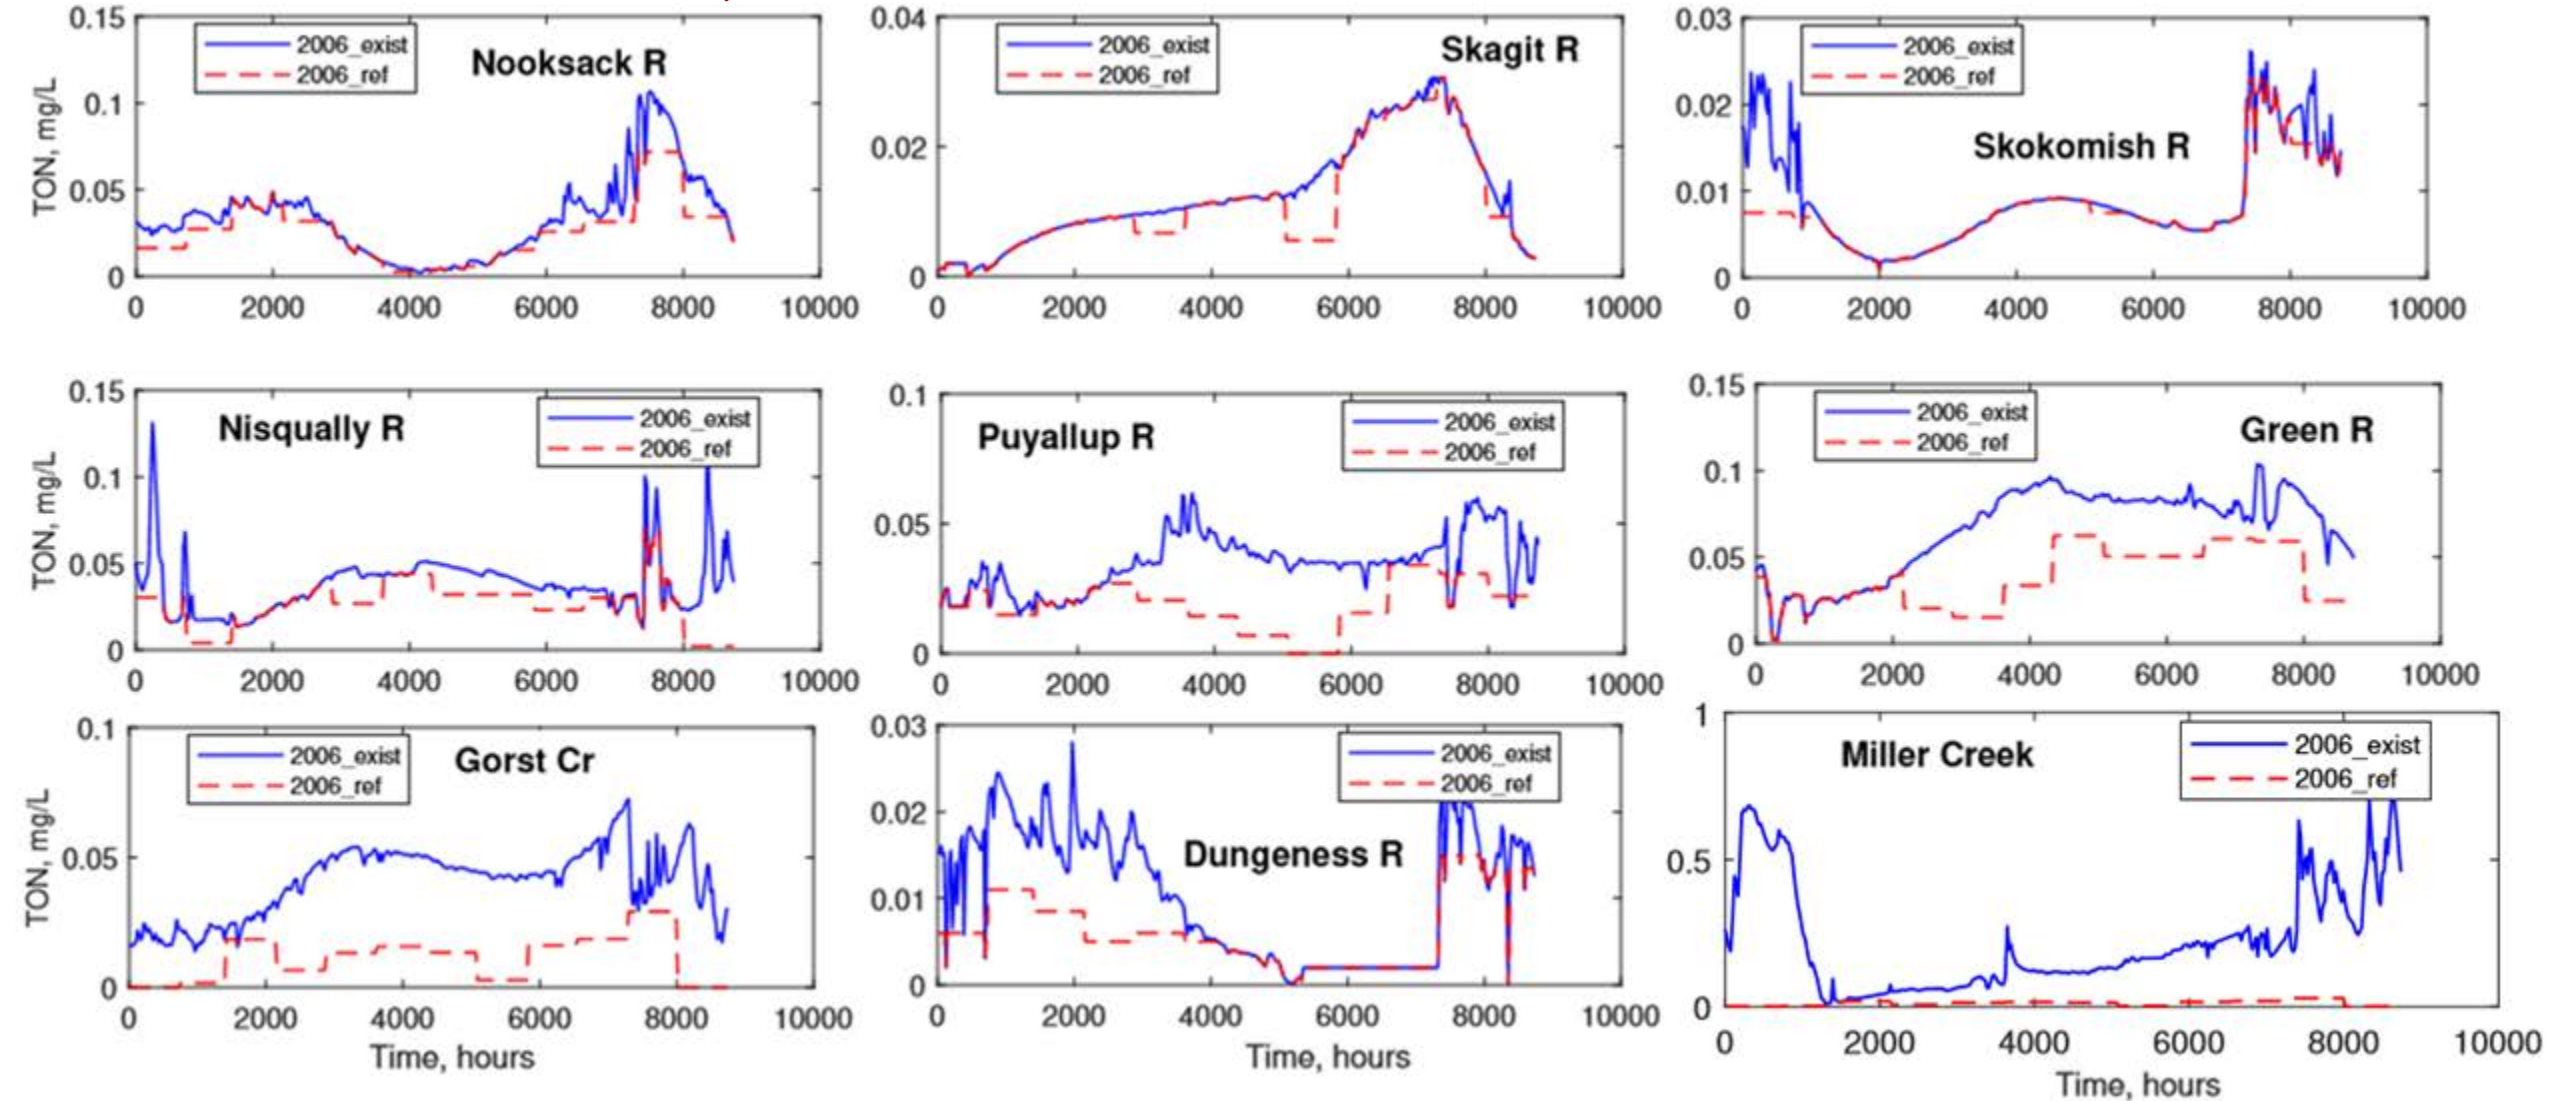 0.15
2006_exist
2006_ref
Nooksack R
0.1
0.05
0
TON, mg/L
0 2000 4000 6000 8000 10000
0.04
2006_exist
2006_ref
Skagit R
0.02
0
0 2000 4000 6000 8000 10000
0.03
2006_exist
2006_ref
Skokomish R
0.02
0.01
0
0 2000 4000 6000 8000 10000
0.15
Nisqually R
2006_exist
2006_ref
0.1
0.05
0
TON, mg/L
0 2000 4000 6000 8000 10000
0.1
Puyallup R
2006_exist
2006_ref
0.05
0
0 2000 4000 6000 8000 10000
0.15
2006_exist
2006_ref
Green R
0.1
0.05
0
0 2000 4000 6000 8000 10000
0.1
2006_exist
2006_ref
Gorst Cr
0.05
0
TON, mg/L
0 2000 4000 6000 8000 10000
Time, hours
0.03
2006_exist
2006_ref
0.02
Dungeness R
0.01
0
0 2000 4000 6000 8000 10000
Time, hours
1
Miller Creek
2006_exist
2006_ref
0.5
0
0 2000 4000 6000 8000 10000
Time, hours